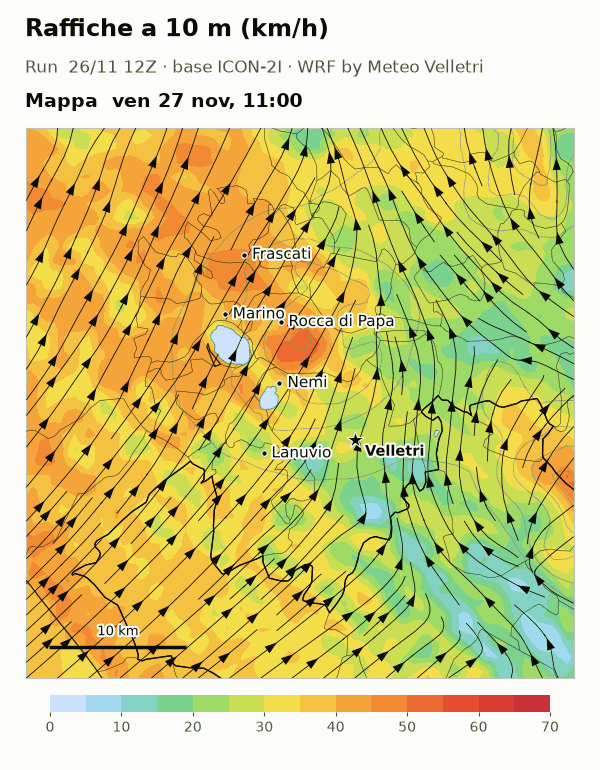 Raffiche a 10 m (km/h)
Run  26/11 12Z · base ICON-2I · WRF by Meteo Velletri
Mappa  ven 27 nov, 11:00
Frascati
Marino
Rocca di Papa
Nemi
Velletri
Lanuvio
10 km
0 10 20 30 40 50 60 70